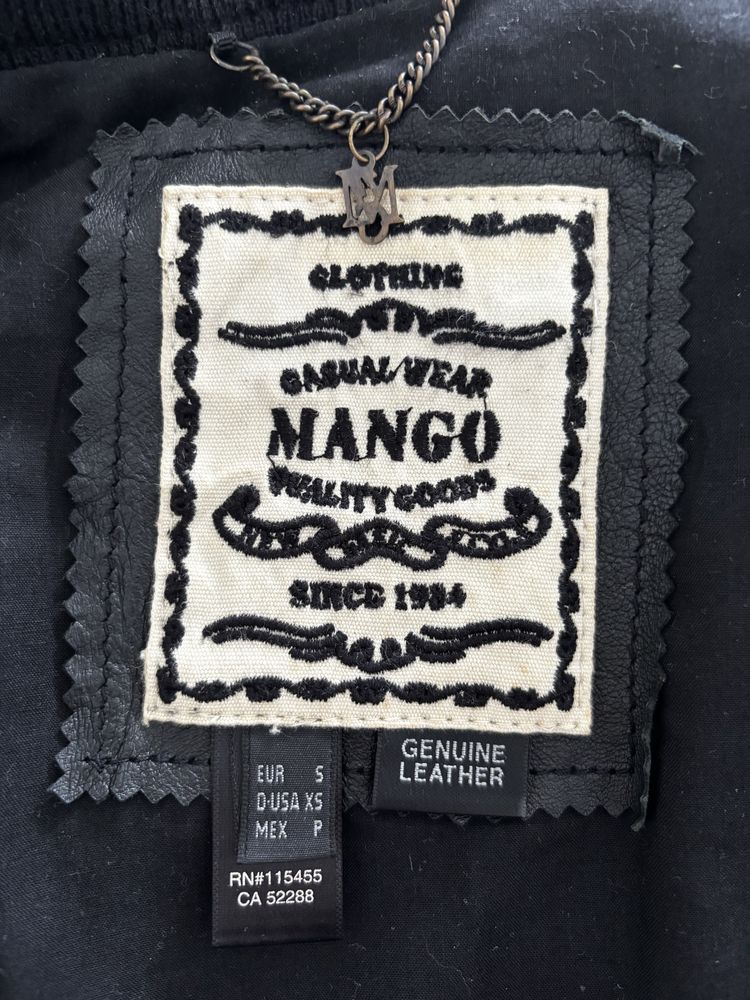 CLOTHING
CASUAL WEAR
MANGO
QUALITY GOODS
SINCE 1984
EUR S
D·USA XS
MEX P
GENUINE
LEATHER
RN#115455
CA 52288